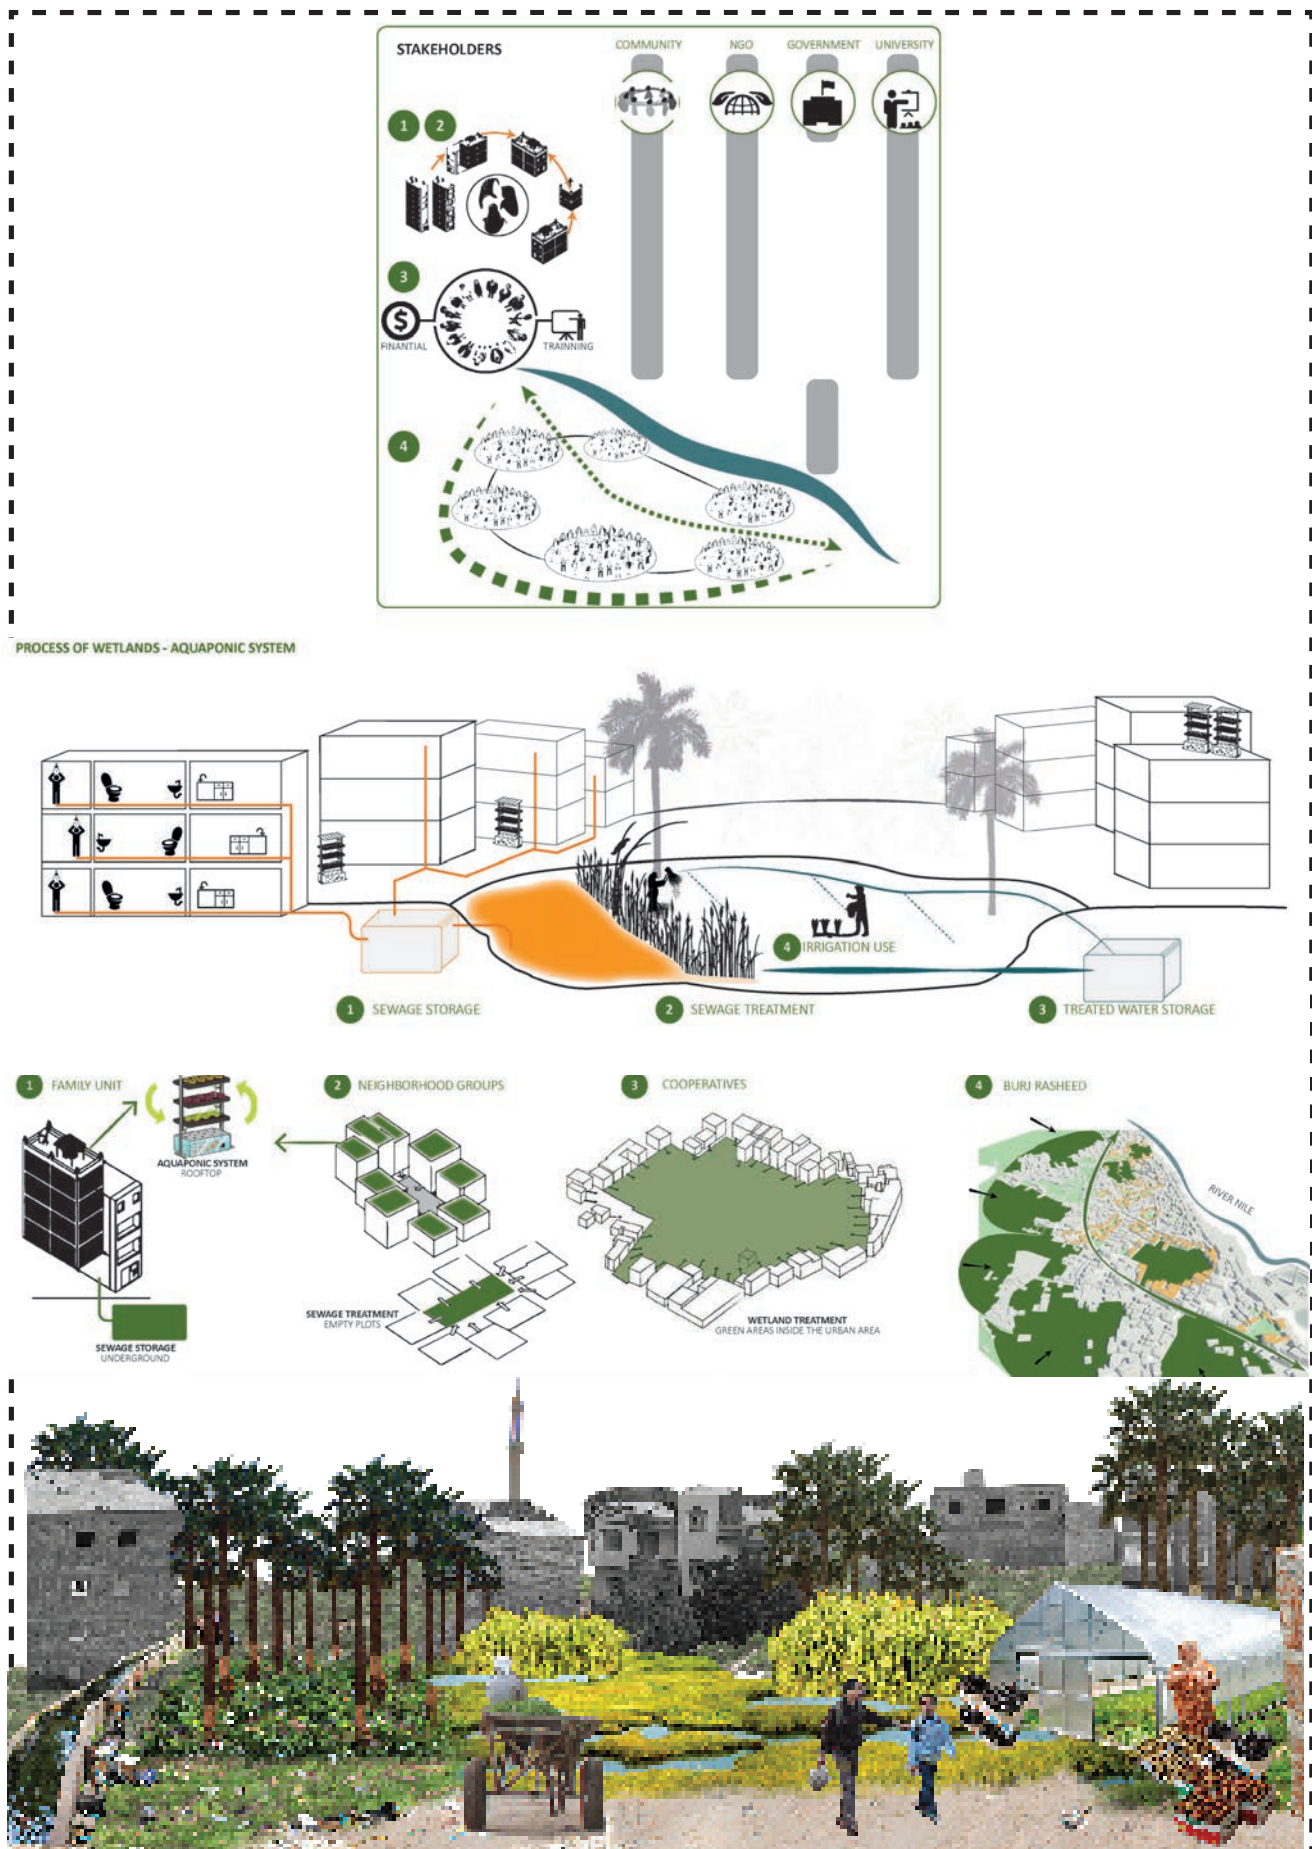 STAKEHOLDERS
COMMUNITY
NGO
GOVERNMENT
UNIVERSITY
1
2
3
$
FINANTIAL
TRAINNING
4
PROCESS OF WETLANDS - AQUAPONIC SYSTEM
4 IRRIGATION USE
1 SEWAGE STORAGE
2 SEWAGE TREATMENT
3 TREATED WATER STORAGE
1 FAMILY UNIT
AQUAPONIC SYSTEM
ROOFTOP
SEWAGE STORAGE
UNDERGROUND
2 NEIGHBORHOOD GROUPS
SEWAGE TREATMENT
EMPTY PLOTS
3 COOPERATIVES
WETLAND TREATMENT
GREEN AREAS INSIDE THE URBAN AREA
4 BURJ RASHEED
RIVER NILE